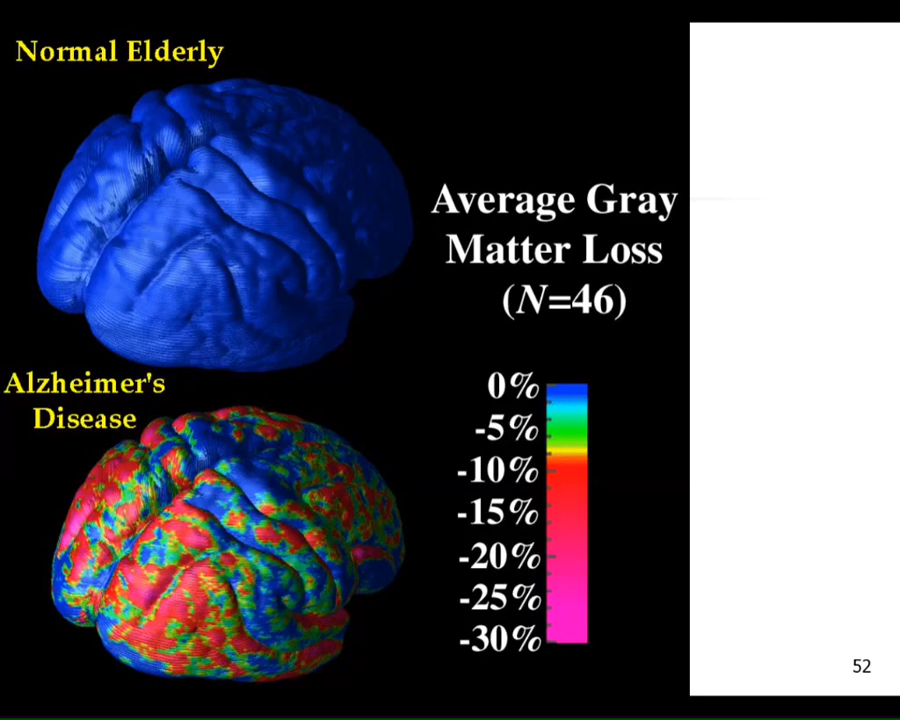 Normal Elderly
Average Gray
Matter Loss
(N=46)
Alzheimer's
Disease
0%
-5%
-10%
-15%
-20%
-25%
-30%
52